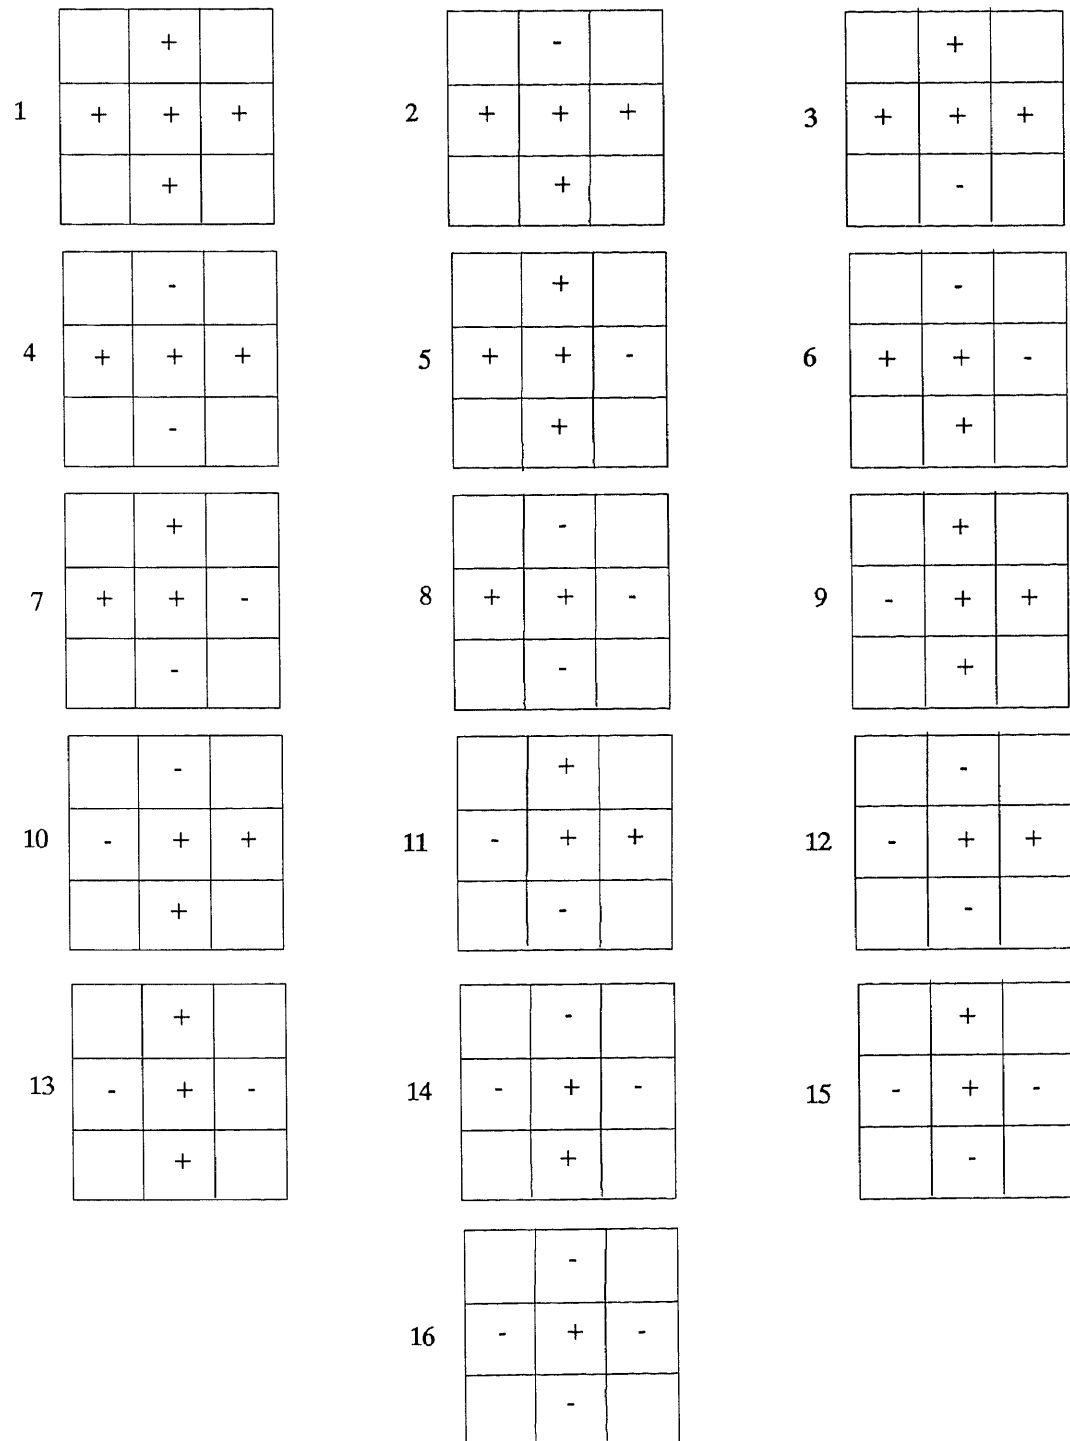 + - +
1 + + + 2 + + + 3 + + +
+ + -
- + -
4 + + + 5 + + - 6 + + -
- + +
+ - +
7 + + - 8 + + - 9 - + +
- - +
- + -
10 - + + 11 - + + 12 - + +
+ - -
+ - +
13 - + - 14 - + - 15 - + -
+ + -
-
16 - + -
-